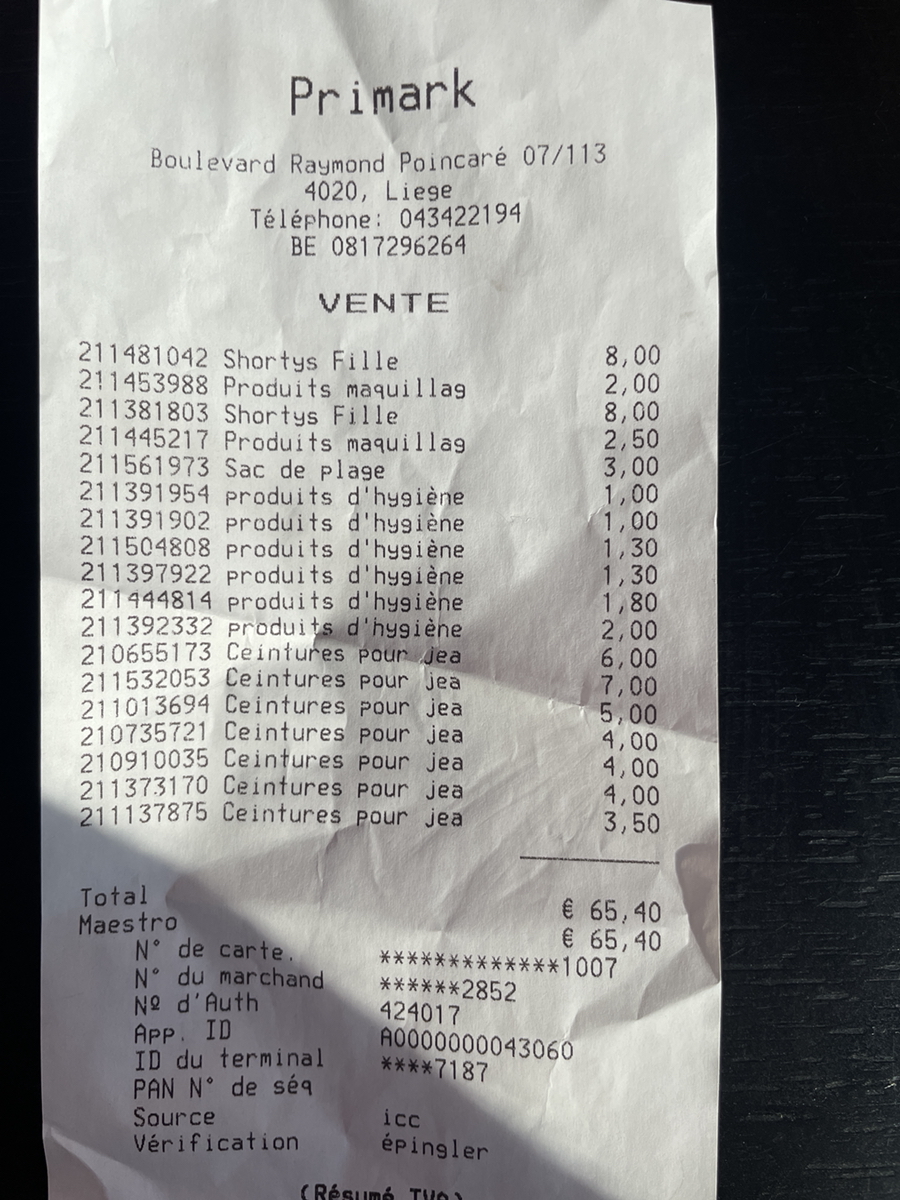 Primark
Boulevard Raymond Poincaré 07/113
4020, Liege
Téléphone: 043422194
BE 0817296264
VENTE
211481042 Shortys Fille 8,00
211453988 Produits maquillag 2,00
211381803 Shortys Fille 8,00
211445217 Produits maquillag 2,50
211561973 Sac de plage 3,00
211391954 produits d'hygiène 1,00
211391902 produits d'hygiène 1,00
211504808 produits d'hygiène 1,30
211397922 produits d'hygiène 1,30
211444814 produits d'hygiène 1,80
211392332 produits d'hygiène 2,00
210655173 Ceintures pour jea 6,00
211532053 Ceintures pour jea 7,00
211013694 Ceintures pour jea 5,00
210735721 Ceintures pour jea 4,00
210910035 Ceintures pour jea 4,00
211373170 Ceintures pour jea 4,00
211137875 Ceintures pour jea 3,50
Total € 65,40
Maestro € 65,40
N° de carte. *************1007
N° du marchand ******2852
Nº d'Auth 424017
App. ID A0000000043060
ID du terminal ****7187
PAN N° de séq
Source icc
Vérification épingler
(Résumé TVA)